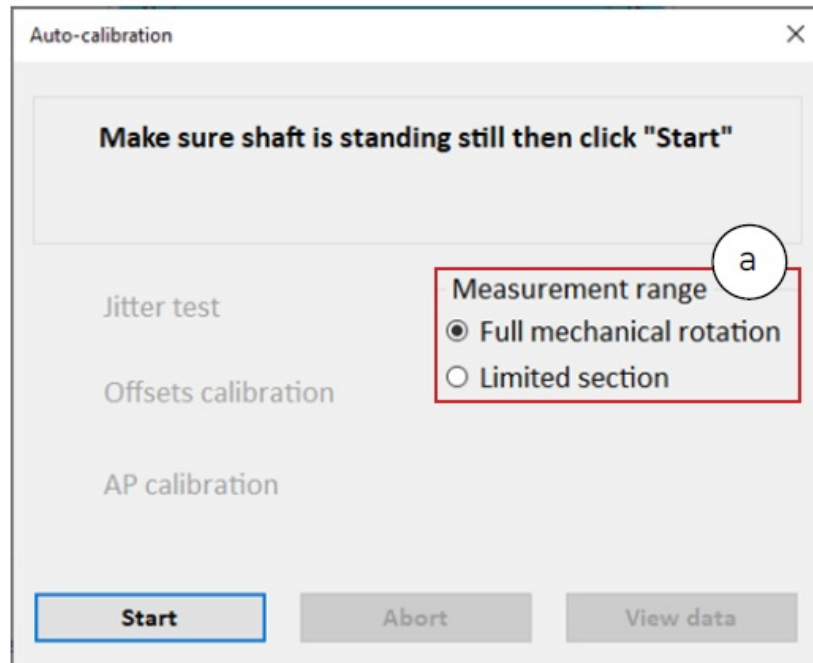 Auto-calibration
Make sure shaft is standing still then click "Start"
a
Measurement range
Jitter test
Full mechanical rotation
Limited section
Offsets calibration
AP calibration
Start
Abort
View data